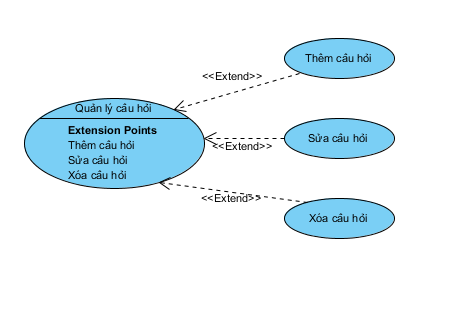 Thêm câu hỏi
<<Extend>>
Quản lý câu hỏi
Extension Points
Thêm câu hỏi
Sửa câu hỏi
Xóa câu hỏi
Sửa câu hỏi
<<Extend>>
<<Extend>>
Xóa câu hỏi